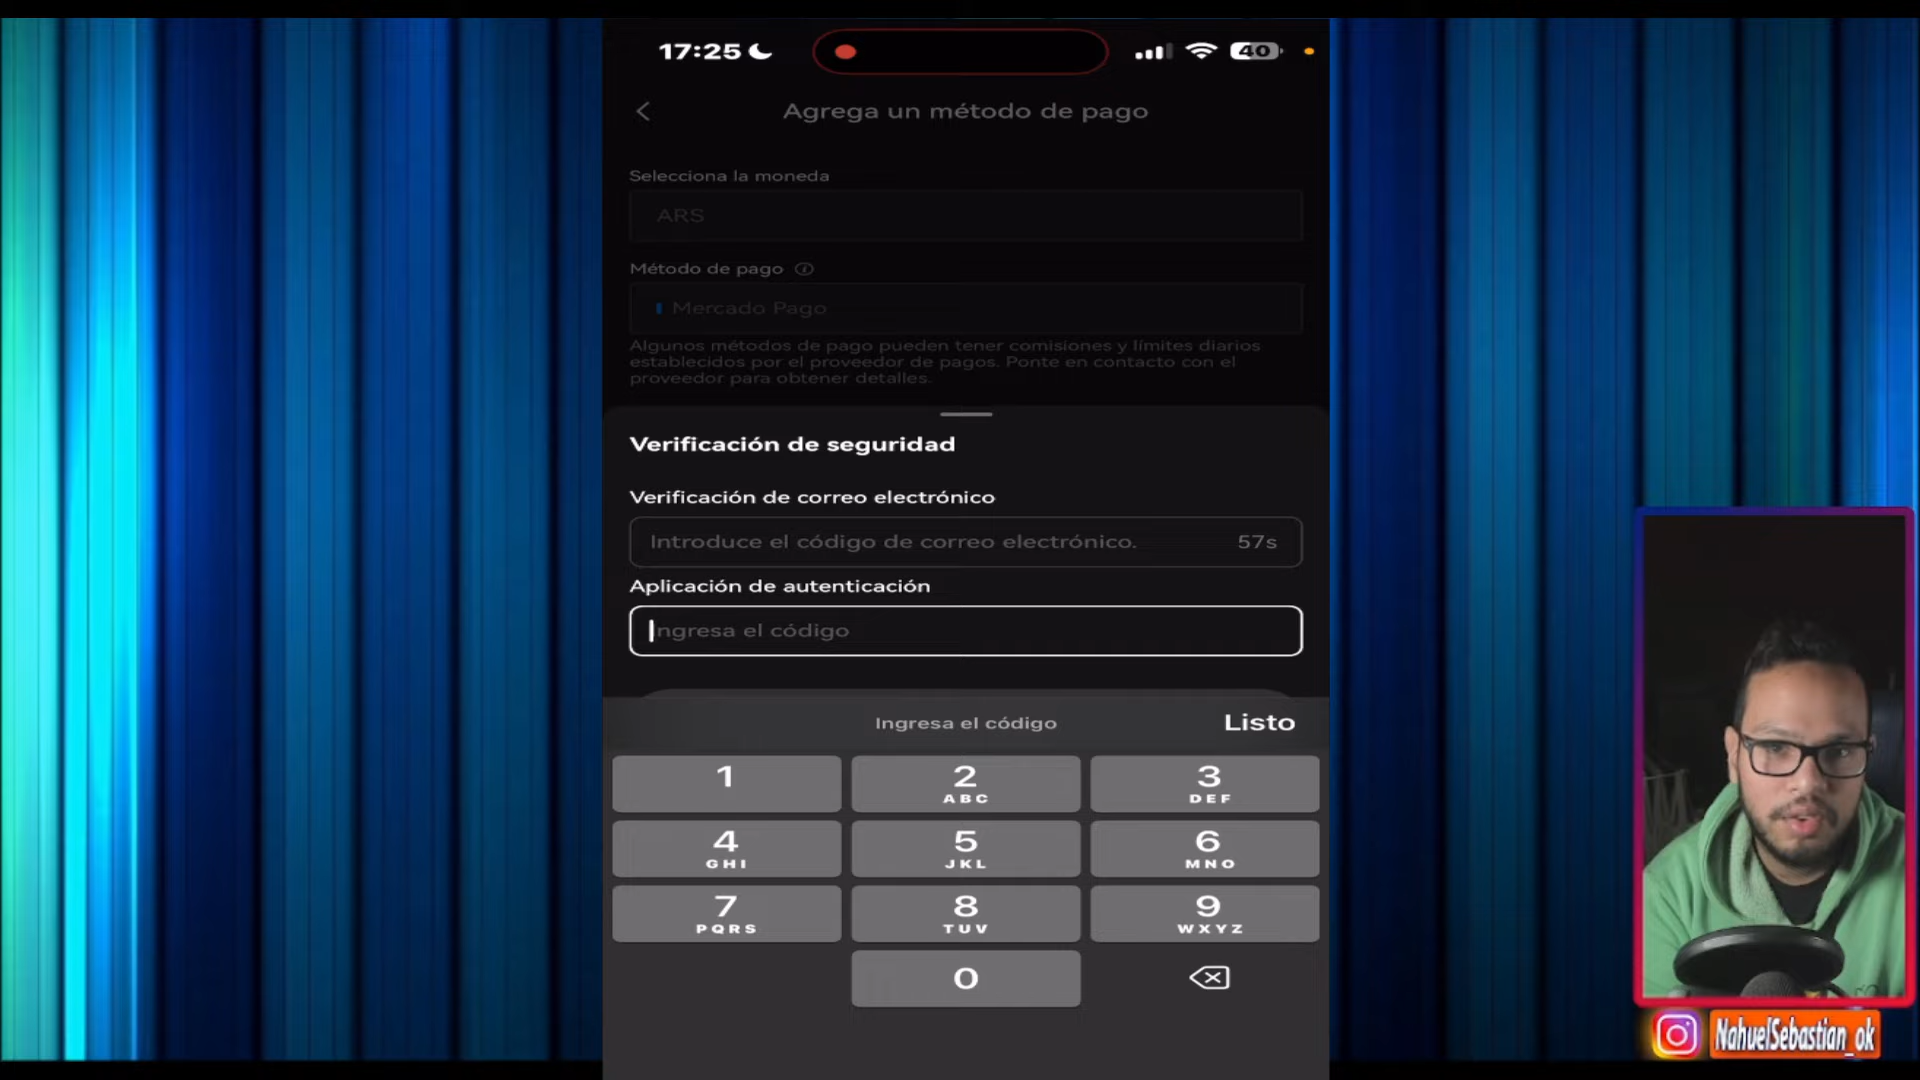 17:25
40
Agrega un método de pago
Selecciona la moneda
ARS
Método de pago
Mercado Pago
Algunos métodos de pago pueden tener comisiones y límites diarios
establecidos por el proveedor de pagos. Ponte en contacto con el
proveedor para obtener detalles.
Verificación de seguridad
Verificación de correo electrónico
Introduce el código de correo electrónico. 57s
Aplicación de autenticación
Ingresa el código
Ingresa el código Listo
1 2 3
ABC DEF
4 5 6
GHI JKL MNO
7 8 9
PQRS TUV WXYZ
0
NahuelSebastian_ok